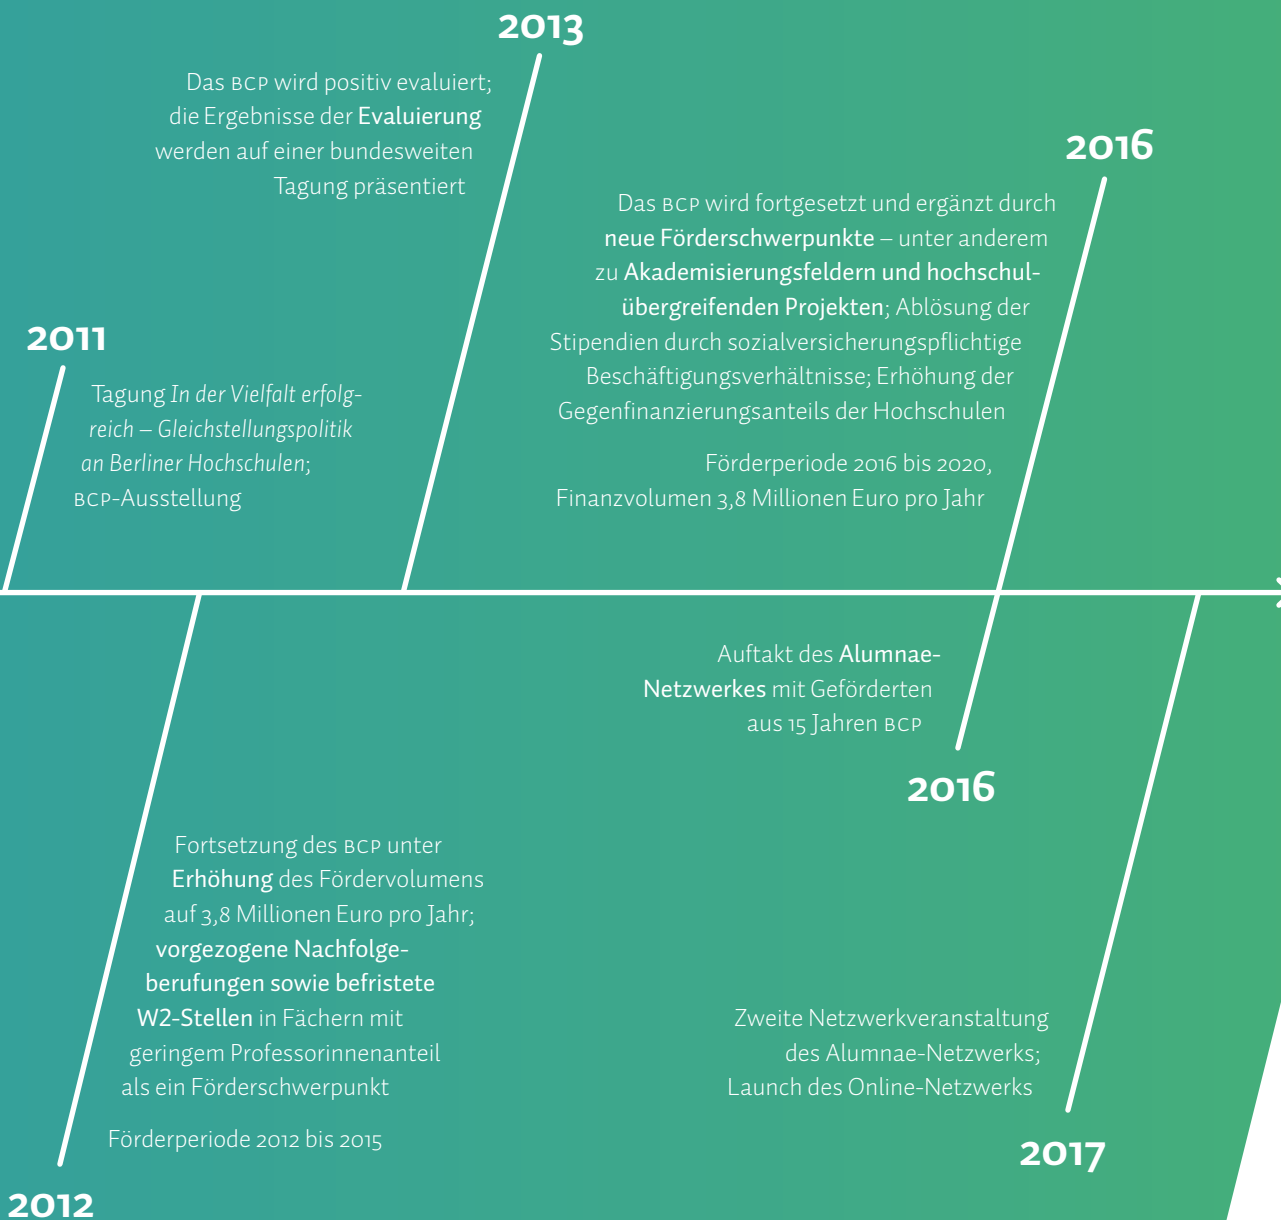 2011
Tagung In der Vielfalt erfolg-
reich – Gleichstellungspolitik
an Berliner Hochschulen;
BCP-Ausstellung
2012
Fortsetzung des BCP unter
Erhöhung des Fördervolumens
auf 3,8 Millionen Euro pro Jahr;
vorgezogene Nachfolge-
berufungen sowie befristete
W2-Stellen in Fächern mit
geringem Professorinnenanteil
als ein Förderschwerpunkt
Förderperiode 2012 bis 2015
2013
Das BCP wird positiv evaluiert;
die Ergebnisse der Evaluierung
werden auf einer bundesweiten
Tagung präsentiert
2016
Das BCP wird fortgesetzt und ergänzt durch
neue Förderschwerpunkte – unter anderem
zu Akademisierungsfeldern und hochschul-
übergreifenden Projekten; Ablösung der
Stipendien durch sozialversicherungspflichtige
Beschäftigungsverhältnisse; Erhöhung der
Gegenfinanzierungsanteils der Hochschulen
Förderperiode 2016 bis 2020,
Finanzvolumen 3,8 Millionen Euro pro Jahr
Auftakt des Alumnae-
Netzwerkes mit Geförderten
aus 15 Jahren BCP
2016
Zweite Netzwerkveranstaltung
des Alumnae-Netzwerks;
Launch des Online-Netzwerks
2017